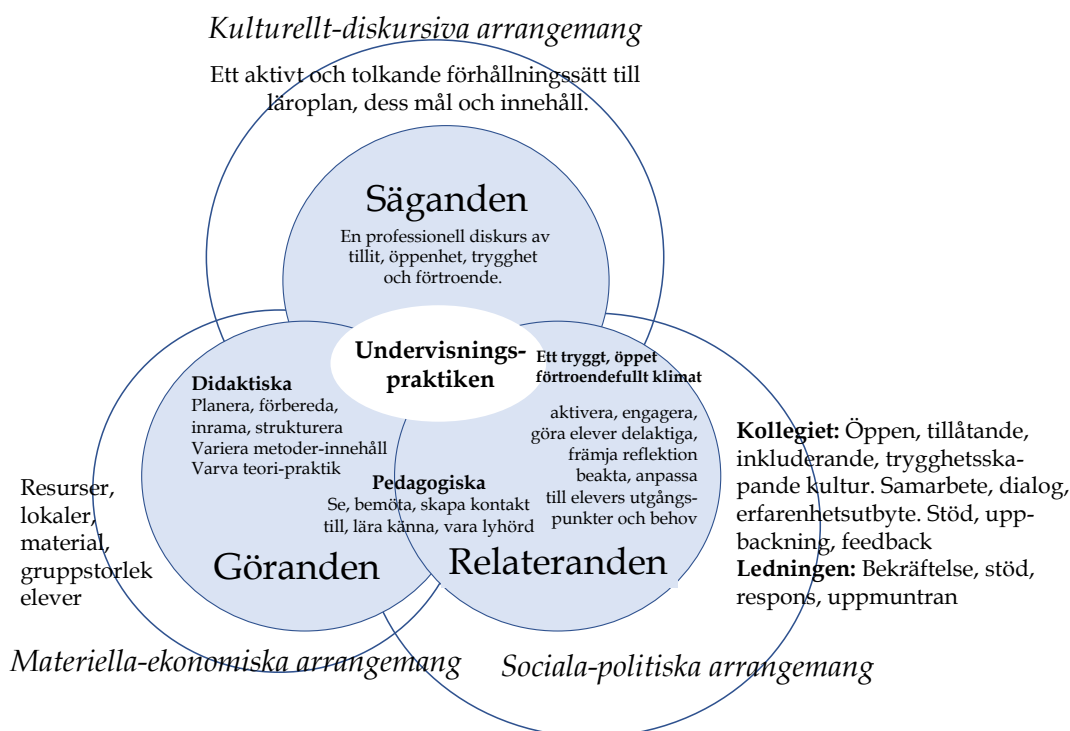 Kulturellt-diskursiva arrangemang
Ett aktivt och tolkande förhållningssätt till
läroplan, dess mål och innehåll.
Säganden
En professionell diskurs av
tillit, öppenhet, trygghet
och förtroende.
Undervisnings-
praktiken
Ett tryggt, öppet
förtroendefullt klimat
Didaktiska
Planera, förbereda,
inrama, strukturera
Variera metoder-innehåll
Varva teori-praktik
aktivera, engagera,
göra elever delaktiga,
främja reflektion
beakta, anpassa
till elevers utgångs-
punkter och behov
Pedagogiska
Se, bemöta, skapa kontakt
till, lära känna, vara lyhörd
Göranden
Relateranden
Resurser,
lokaler,
material,
gruppstorlek
elever
Kollegiet: Öppen, tillåtande,
inkluderande, trygghetsska-
pande kultur. Samarbete, dialog,
erfarenhetsutbyte. Stöd, upp-
backning, feedback
Ledningen: Bekräftelse, stöd,
respons, uppmuntran
Materiella-ekonomiska arrangemang
Sociala-politiska arrangemang